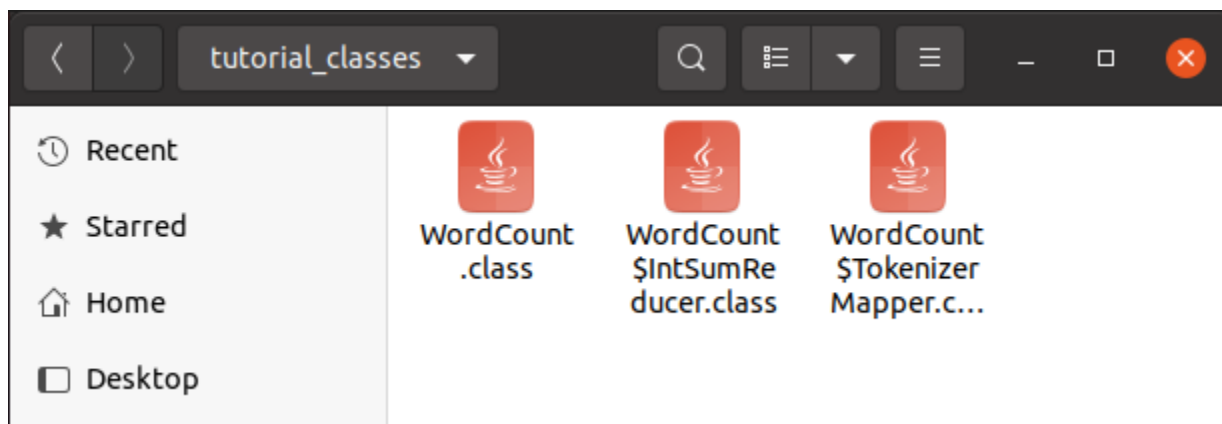 tutorial_classes
Recent
Starred
Home
Desktop
WordCount
.class
WordCount
$IntSumRe
ducer.class
WordCount
$Tokenizer
Mapper.c...